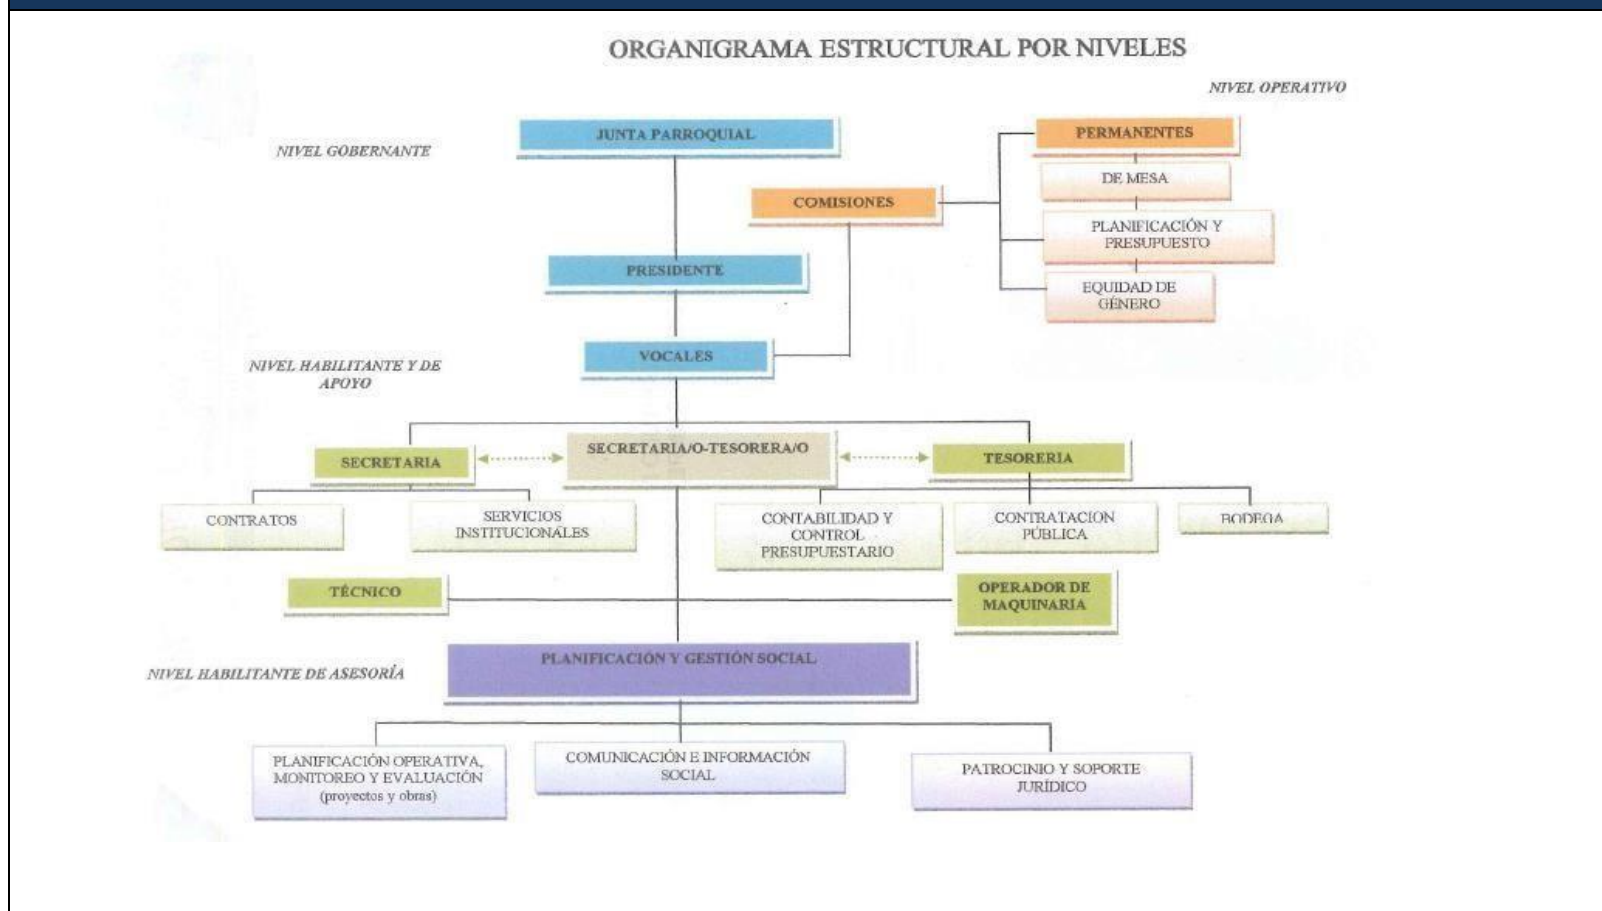 ORGANIGRAMA ESTRUCTURAL POR NIVELES
NIVEL OPERATIVO
NIVEL GOBERNANTE
JUNTA PARROQUIAL
PERMANENTES
DE MESA
COMISIONES
PLANIFICACIÓN Y
PRESUPUESTO
PRESIDENTE
EQUIDAD DE
GÉNERO
VOCALES
NIVEL HABILITANTE Y DE
APOYO
SECRETARIA
SECRETARIA/O-TESORERA/O
TESORERIA
CONTRATOS
SERVICIOS
INSTITUCIONALES
CONTABILIDAD Y
CONTROL
PRESUPUESTARIO
CONTRATACION
PÚBLICA
BODEGA
TÉCNICO
OPERADOR DE
MAQUINARIA
NIVEL HABILITANTE DE ASESORÍA
PLANIFICACIÓN Y GESTIÓN SOCIAL
PLANIFICACIÓN OPERATIVA,
MONITOREO Y EVALUACIÓN
(proyectos y obras)
COMUNICACIÓN E INFORMACIÓN
SOCIAL
PATROCINIO Y SOPORTE
JURÍDICO